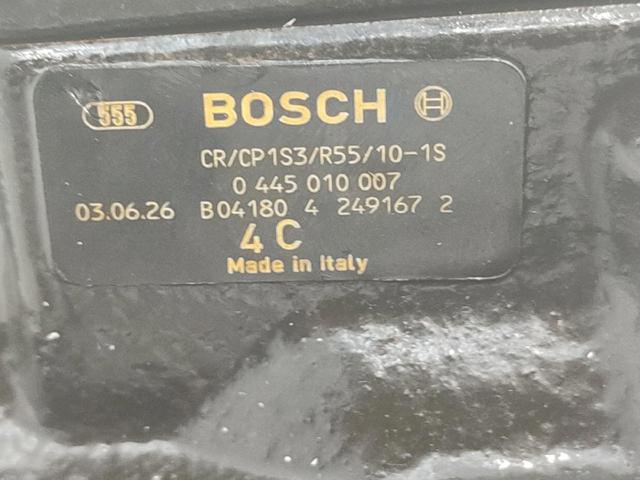 555 BOSCH
CR/CP1S3/R55/10-1S
0 445 010 007
03.06.26 B04180 4 249167 2
4 C
Made in Italy